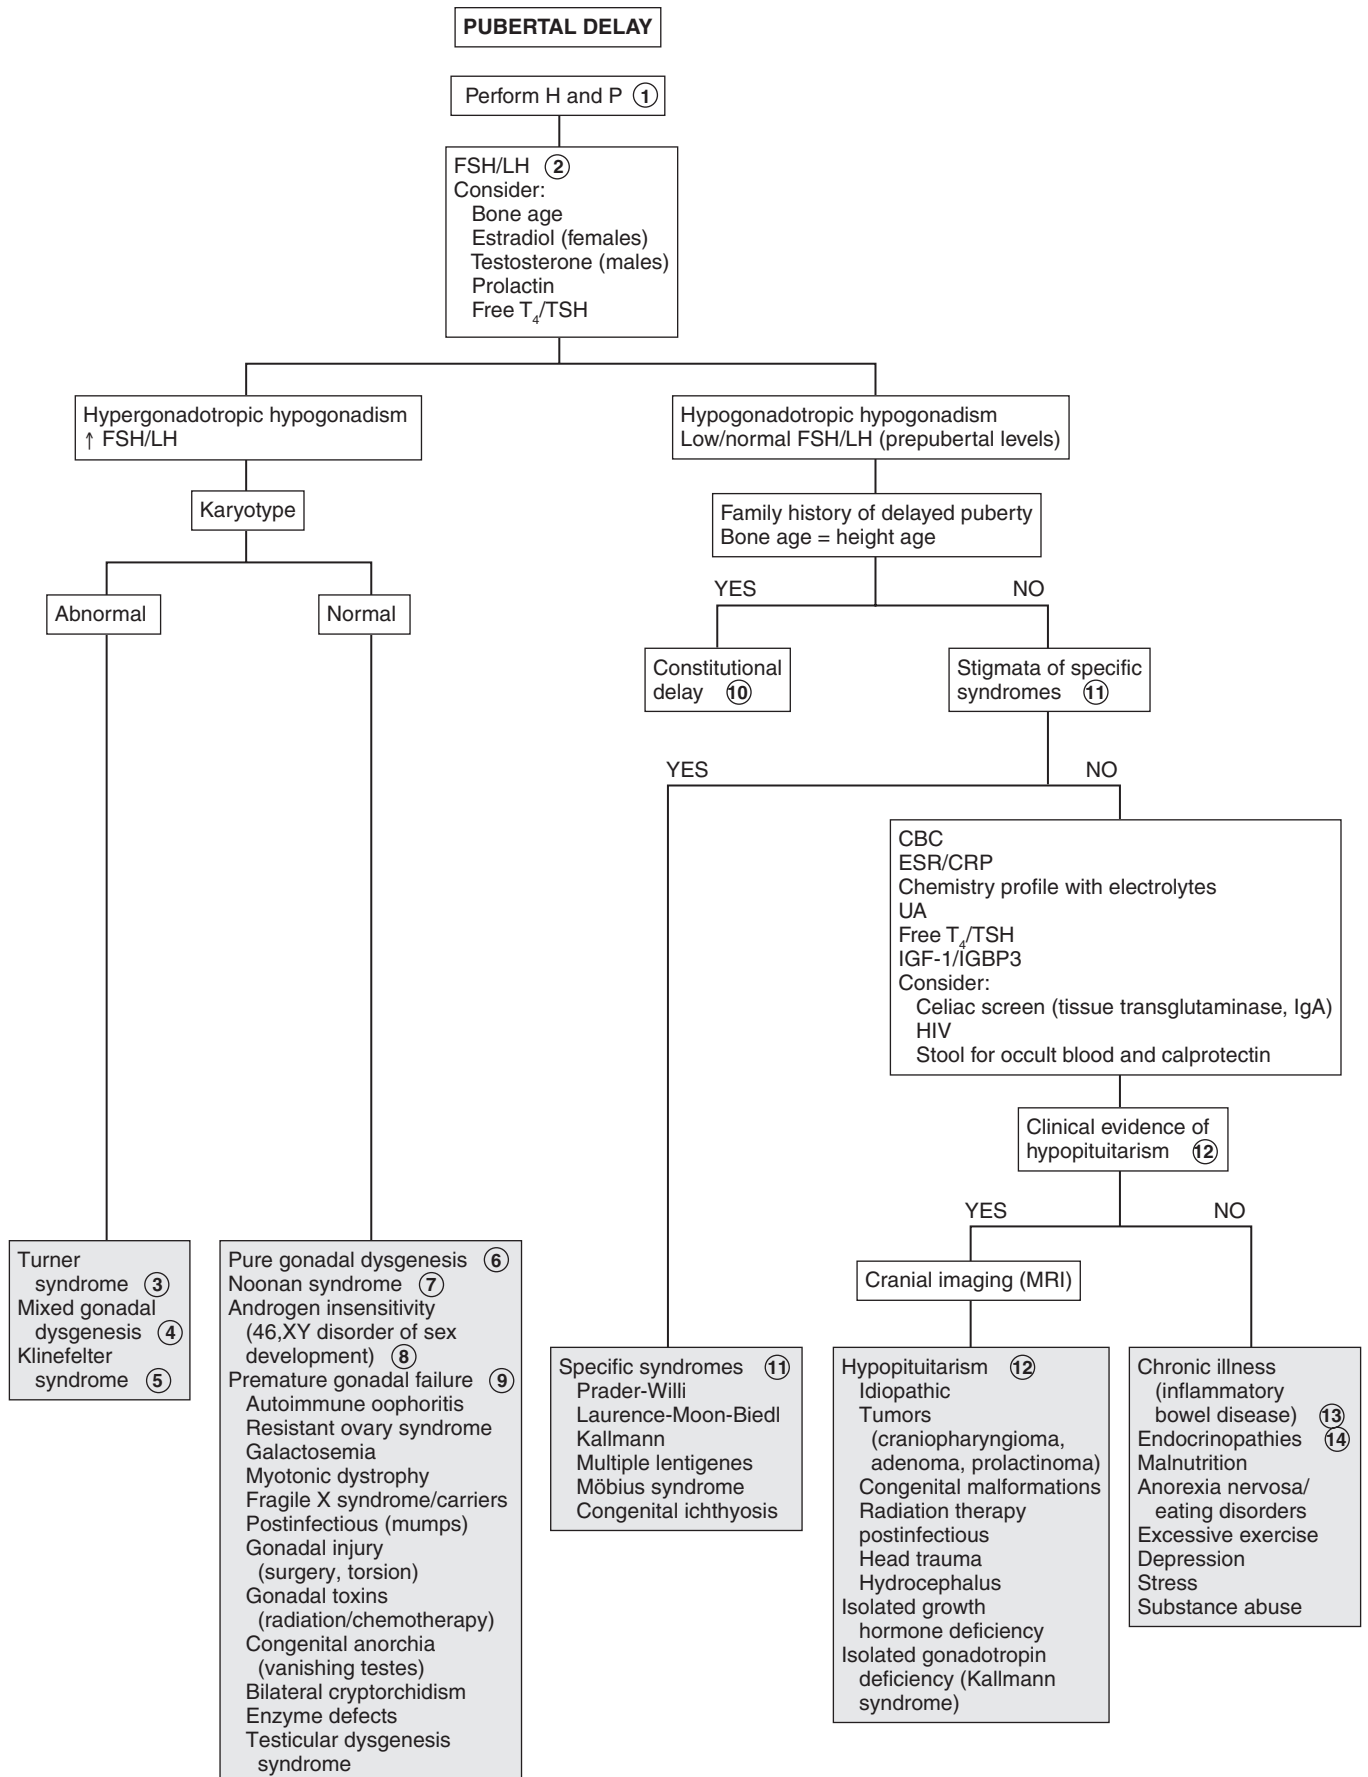 PUBERTAL DELAY
Perform H and P 1
FSH/LH 2
Consider:
Bone age
Estradiol (females)
Testosterone (males)
Prolactin
Free T4/TSH
Hypergonadotropic hypogonadism
↑ FSH/LH
Hypogonadotropic hypogonadism
Low/normal FSH/LH (prepubertal levels)
Karyotype
Family history of delayed puberty
Bone age = height age
Abnormal
Normal
YES
NO
Constitutional
delay 10
Stigmata of specific
syndromes 11
YES
NO
CBC
ESR/CRP
Chemistry profile with electrolytes
UA
Free T4/TSH
IGF-1/IGBP3
Consider:
Celiac screen (tissue transglutaminase, IgA)
HIV
Stool for occult blood and calprotectin
Clinical evidence of
hypopituitarism 12
YES
NO
Cranial imaging (MRI)
Turner
syndrome 3
Mixed gonadal
dysgenesis 4
Klinefelter
syndrome 5
Pure gonadal dysgenesis 6
Noonan syndrome 7
Androgen insensitivity
(46,XY disorder of sex
development) 8
Premature gonadal failure 9
Autoimmune oophoritis
Resistant ovary syndrome
Galactosemia
Myotonic dystrophy
Fragile X syndrome/carriers
Postinfectious (mumps)
Gonadal injury
(surgery, torsion)
Gonadal toxins
(radiation/chemotherapy)
Congenital anorchia
(vanishing testes)
Bilateral cryptorchidism
Enzyme defects
Testicular dysgenesis
syndrome
Specific syndromes 11
Prader-Willi
Laurence-Moon-Biedl
Kallmann
Multiple lentigenes
Möbius syndrome
Congenital ichthyosis
Hypopituitarism 12
Idiopathic
Tumors
(craniopharyngioma,
adenoma, prolactinoma)
Congenital malformations
Radiation therapy
postinfectious
Head trauma
Hydrocephalus
Isolated growth
hormone deficiency
Isolated gonadotropin
deficiency (Kallmann
syndrome)
Chronic illness
(inflammatory
bowel disease) 13
Endocrinopathies 14
Malnutrition
Anorexia nervosa/
eating disorders
Excessive exercise
Depression
Stress
Substance abuse